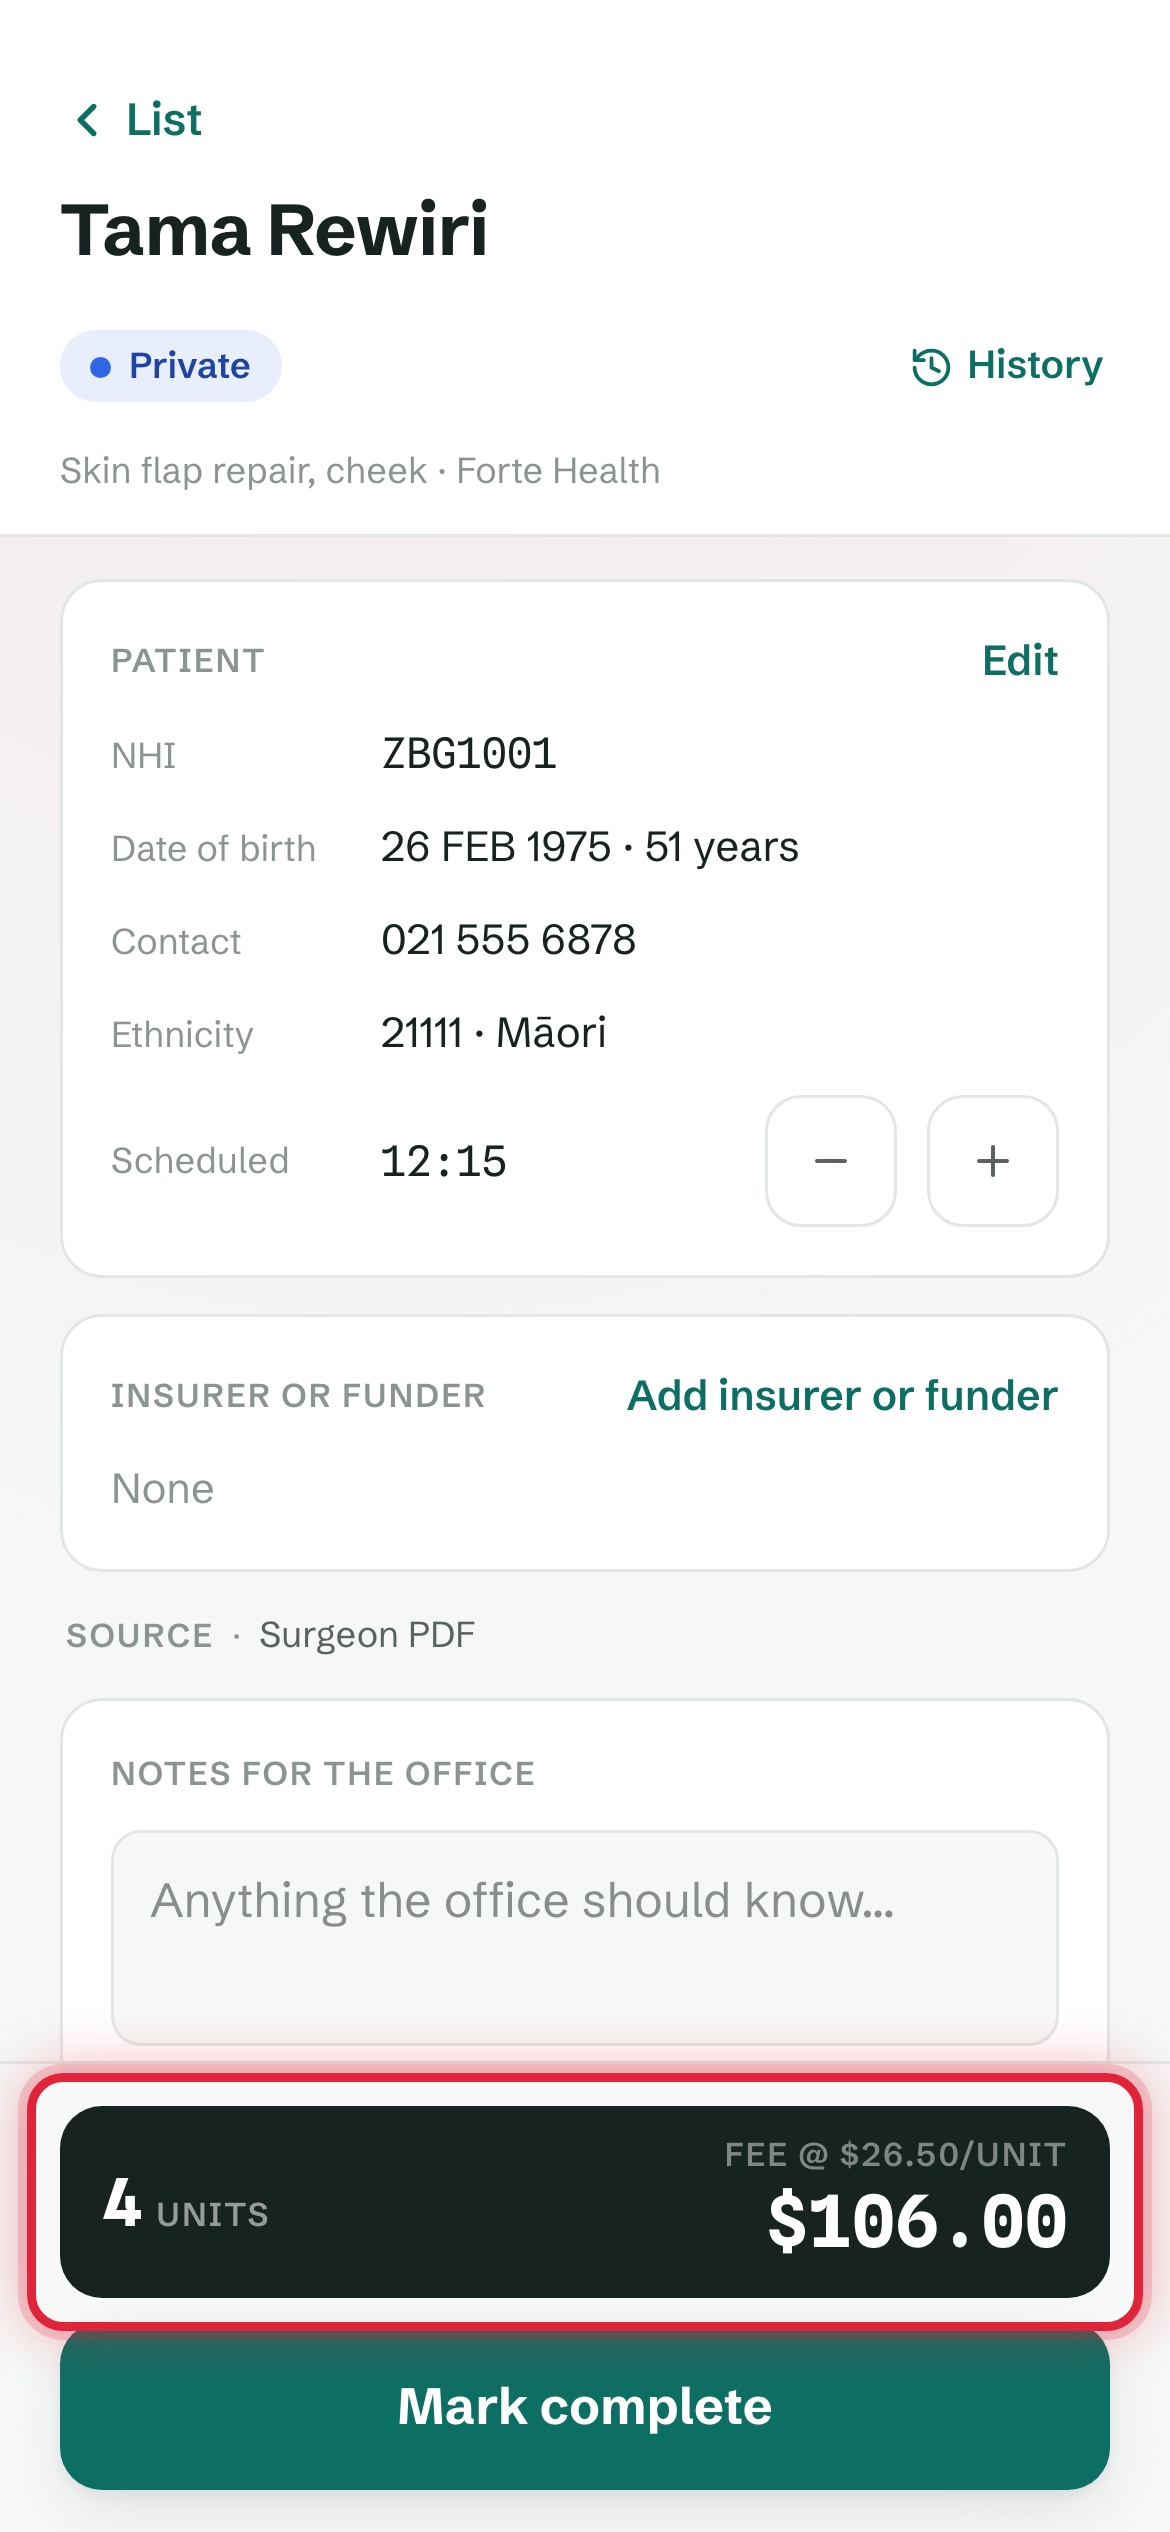 List
Tama Rewiri
Private
History
Skin flap repair, cheek · Forte Health
PATIENT
Edit
NHI ZBG1001
Date of birth 26 FEB 1975 · 51 years
Contact 021 555 6878
Ethnicity 21111 · Māori
Scheduled 12:15 − +
INSURER OR FUNDER
Add insurer or funder
None
SOURCE · Surgeon PDF
NOTES FOR THE OFFICE
Anything the office should know...
FEE @ $26.50/UNIT
4 UNITS
$106.00
Mark complete